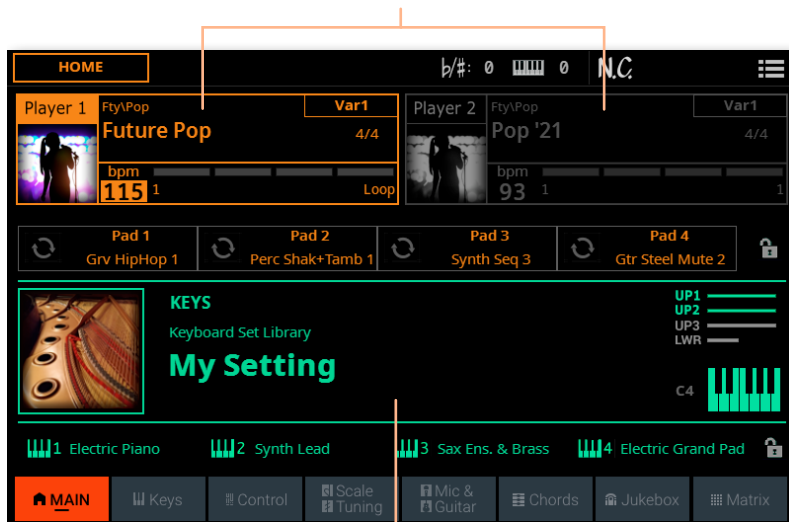 HOME
♭/#: 0
0
N.C.
Player 1
Fty\Pop
Var1
Future Pop
4/4
bpm
115
1
Loop
Player 2
Fty\Pop
Var1
Pop '21
4/4
bpm
93
1
1
Pad 1
Grv HipHop 1
Pad 2
Perc Shak+Tamb 1
Pad 3
Synth Seq 3
Pad 4
Gtr Steel Mute 2
KEYS
Keyboard Set Library
My Setting
UP1
UP2
UP3
LWR
C4
1 Electric Piano
2 Synth Lead
3 Sax Ens. & Brass
4 Electric Grand Pad
MAIN
Keys
Control
Scale
Tuning
Mic &
Guitar
Chords
Jukebox
Matrix